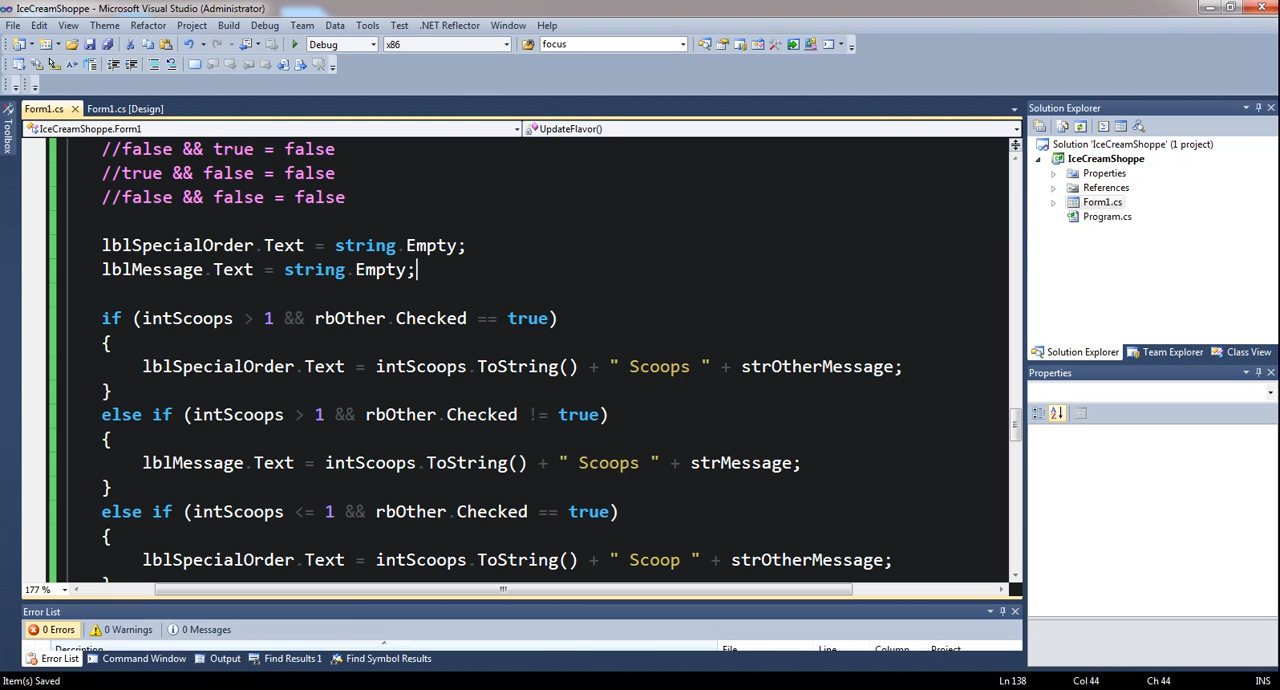 IceCreamShoppe - Microsoft Visual Studio (Administrator)
File Edit View Theme Refactor Project Build Debug Team Data Tools Test .NET Reflector Window Help
Debug x86 focus
Form1.cs Form1.cs [Design]
IceCreamShoppe.Form1 UpdateFlavor()
//false && true = false
//true && false = false
//false && false = false
lblSpecialOrder.Text = string.Empty;
lblMessage.Text = string.Empty;
if (intScoops > 1 && rbOther.Checked == true)
{
lblSpecialOrder.Text = intScoops.ToString() + " Scoops " + strOtherMessage;
}
else if (intScoops > 1 && rbOther.Checked != true)
{
lblMessage.Text = intScoops.ToString() + " Scoops " + strMessage;
}
else if (intScoops <= 1 && rbOther.Checked == true)
{
lblSpecialOrder.Text = intScoops.ToString() + " Scoop " + strOtherMessage;
}
177 %
Toolbox
Solution Explorer
Solution 'IceCreamShoppe' (1 project)
IceCreamShoppe
Properties
References
Form1.cs
Program.cs
Solution Explorer Team Explorer Class View
Properties
Error List
0 Errors 0 Warnings 0 Messages
Description File Line Column Project
Error List Command Window Output Find Results 1 Find Symbol Results
Item(s) Saved Ln 138 Col 44 Ch 44 INS